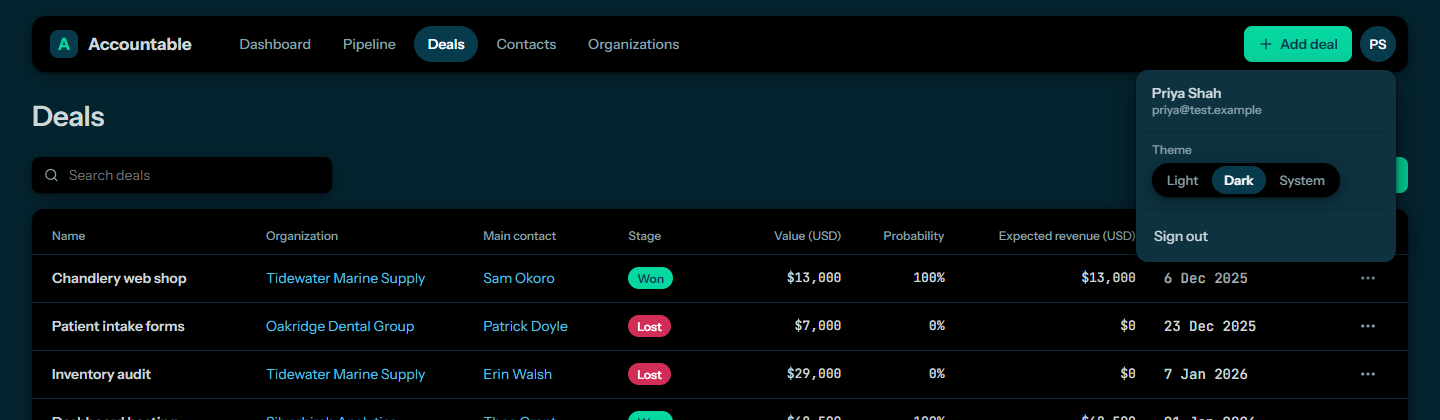 A Accountable Dashboard Pipeline Deals Contacts Organizations + Add deal PS
Priya Shah
priya@test.example
Deals
Theme
Search deals
Light Dark System
Name Organization Main contact Stage Value (USD) Probability Expected revenue (USD)
Sign out
Chandlery web shop Tidewater Marine Supply Sam Okoro Won $13,000 100% $13,000 6 Dec 2025
Patient intake forms Oakridge Dental Group Patrick Doyle Lost $7,000 0% $0 23 Dec 2025
Inventory audit Tidewater Marine Supply Erin Walsh Lost $29,000 0% $0 7 Jan 2026